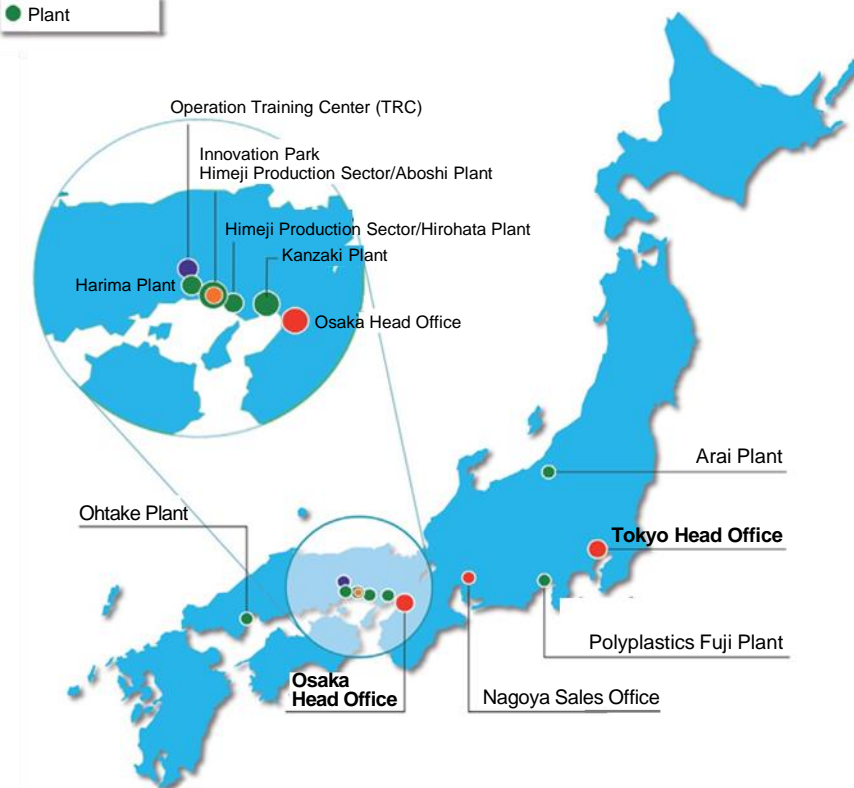 Plant
Operation Training Center (TRC)
Innovation Park
Himeji Production Sector/Aboshi Plant
Himeji Production Sector/Hirohata Plant
Kanzaki Plant
Harima Plant
Osaka Head Office
Arai Plant
Ohtake Plant
Tokyo Head Office
Polyplastics Fuji Plant
Osaka
Head Office
Nagoya Sales Office